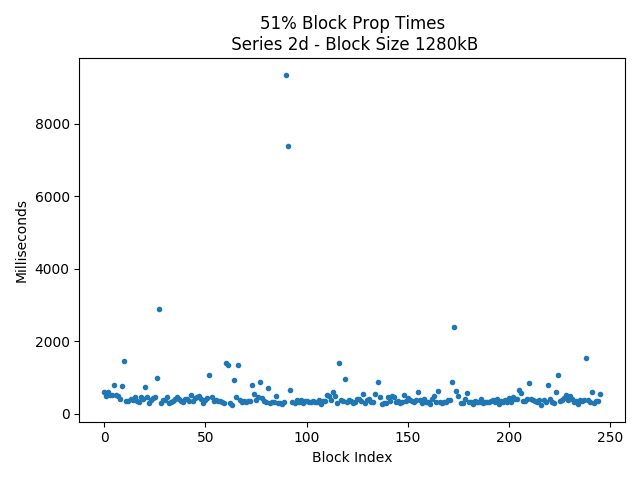 51% Block Prop Times
Series 2d - Block Size 1280kB
8000
6000
4000
2000
0
Milliseconds
0 50 100 150 200 250
Block Index